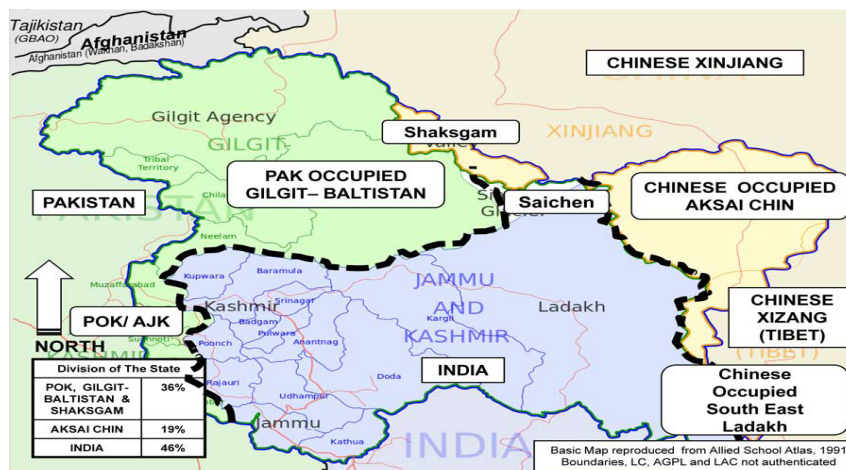 Tajikistan
(GBAO)
Afghanistan
Afghanistan (Wakhan, Badakshan)
CHINESE XINJIANG
Gilgit Agency
GILGIT-
Shaksgam
XINJIANG
Tribal
Territory
PAK OCCUPIED
GILGIT– BALTISTAN
CHINESE OCCUPIED
AKSAI CHIN
PAKISTAN
Saichen
Neelam
Kupwara
Baramula
JAMMU
AND
KASHMIR
Muzaffarabad
Kashmir
Srinagar
Ladakh
CHINESE
XIZANG
(TIBET)
(TIBET)
POK/ AJK
Badgam
Pulwara
Kargil
Poonch
Anantnag
NORTH
KASHMIR
INDIA
Division of The State
POK, GILGIT-
BALTISTAN &
SHAKSGAM
36%
AKSAI CHIN
19%
INDIA
46%
Rajauri
Doda
Udhampur
Jammu
Kathua
INDIA
Chinese
Occupied
South East
Ladakh
Basic Map reproduced from Allied School Atlas, 1991
Boundaries, LC, AGPL and LAC not authenticated